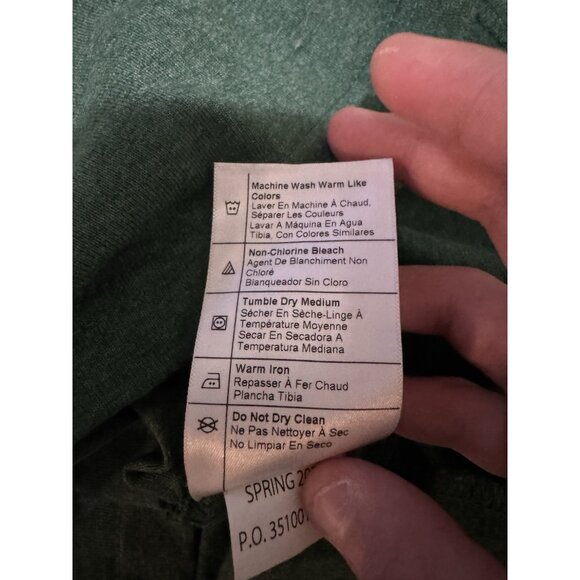 Machine Wash Warm Like
Colors
Laver En Machine À Chaud,
Séparer Les Couleurs
Lavar A Máquina En Agua
Tibia, Con Colores Similares
Non-Chlorine Bleach
Agent De Blanchiment Non
Chloré
Blanqueador Sin Cloro
Tumble Dry Medium
Sécher En Sèche-Linge À
Température Moyenne
Secar En Secadora A
Temperatura Mediana
Warm Iron
Repasser À Fer Chaud
Plancha Tibia
Do Not Dry Clean
Ne Pas Nettoyer À Sec
No Limpiar En Seco
SPRING
P.O. 35100